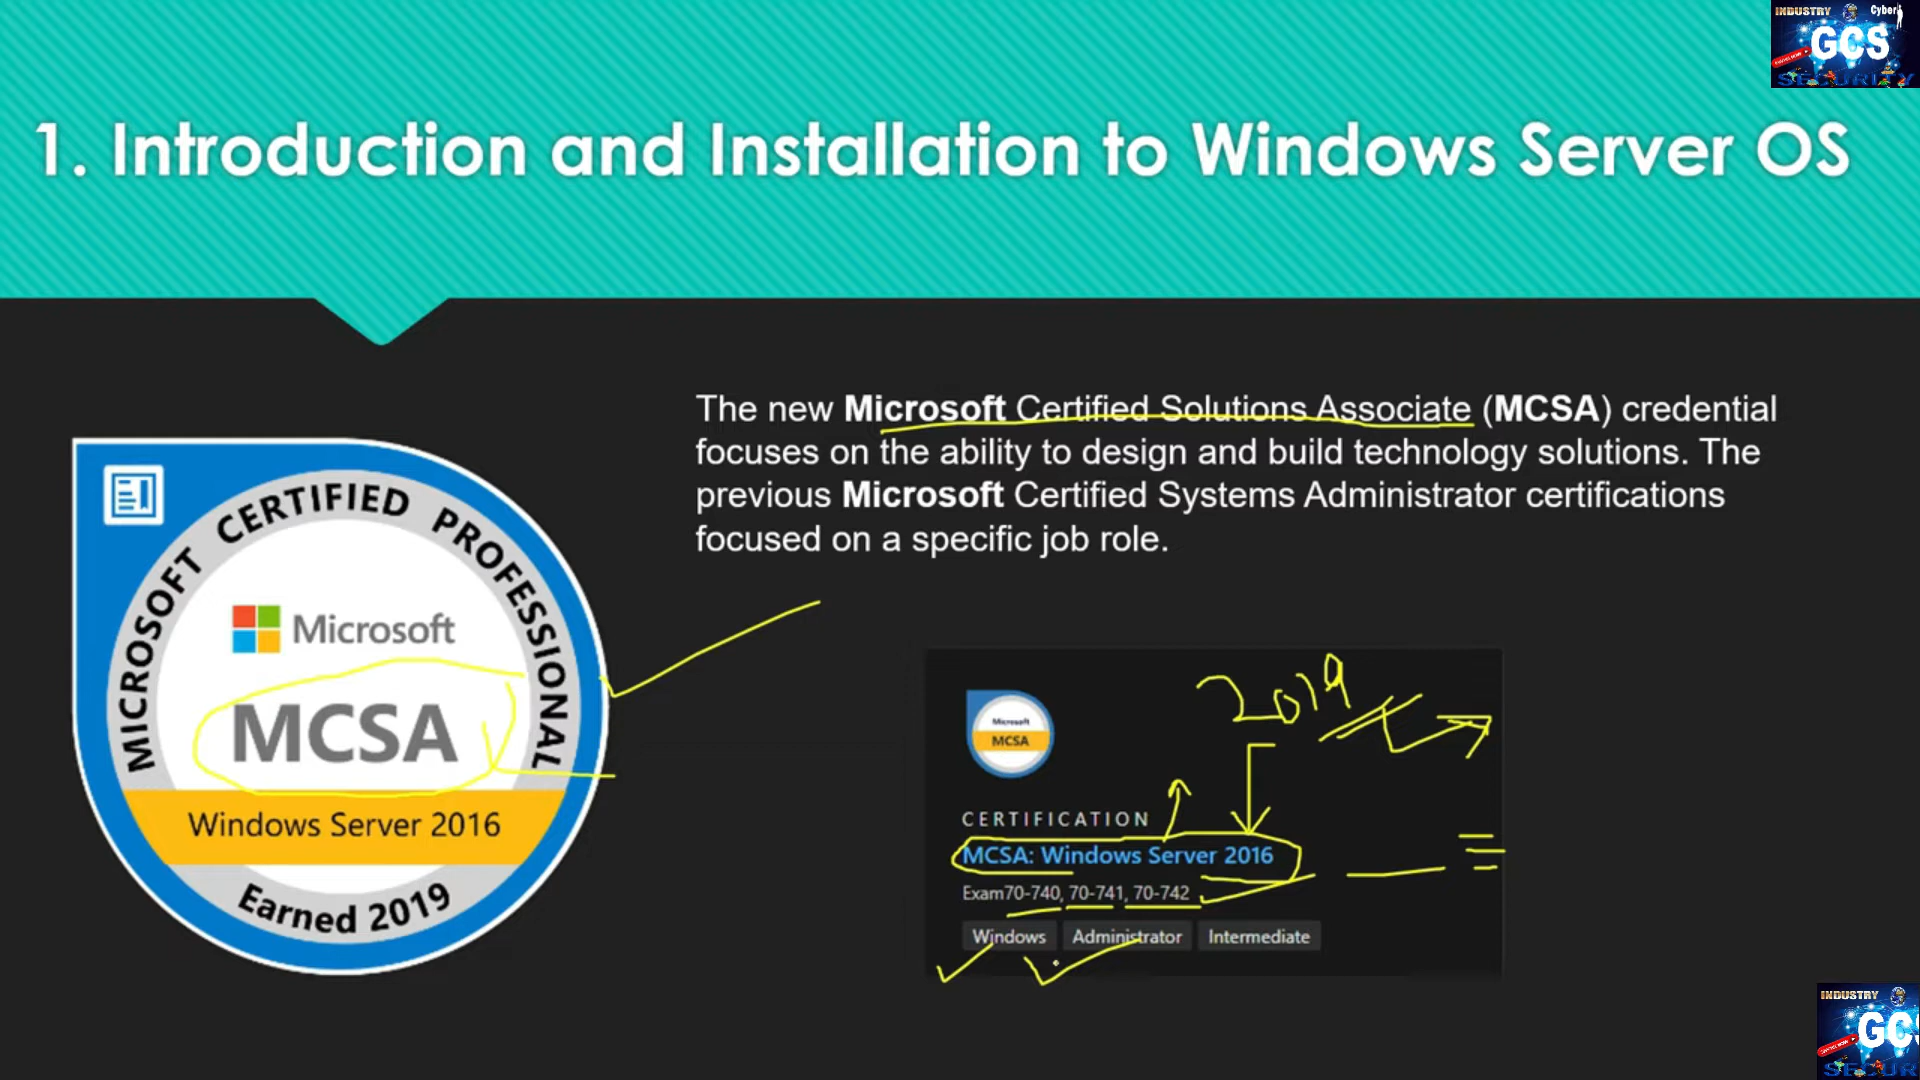 INDUSTRY Cyber
GCS
SECURITY
1. Introduction and Installation to Windows Server OS
The new Microsoft Certified Solutions Associate (MCSA) credential
focuses on the ability to design and build technology solutions. The
previous Microsoft Certified Systems Administrator certifications
focused on a specific job role.
MICROSOFT CERTIFIED PROFESSIONAL
Microsoft
MCSA
Windows Server 2016
Earned 2019
2019
Microsoft
MCSA
CERTIFICATION
MCSA: Windows Server 2016
Exam70-740, 70-741, 70-742
Windows Administrator Intermediate
INDUSTRY
GCS
SECUR